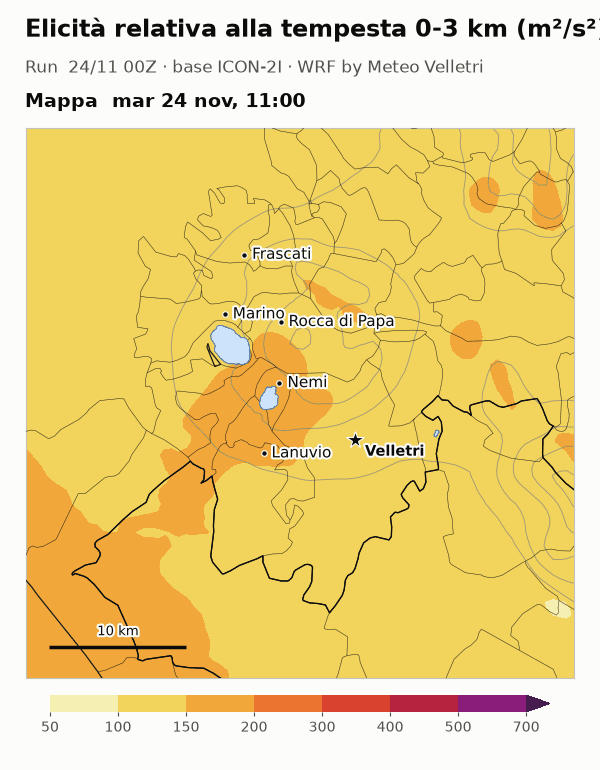 Elicità relativa alla tempesta 0-3 km (m²/s²)
Run  24/11 00Z · base ICON-2I · WRF by Meteo Velletri
Mappa  mar 24 nov, 11:00
Frascati
Marino
Rocca di Papa
Nemi
Velletri
Lanuvio
10 km
50 100 150 200 300 400 500 700